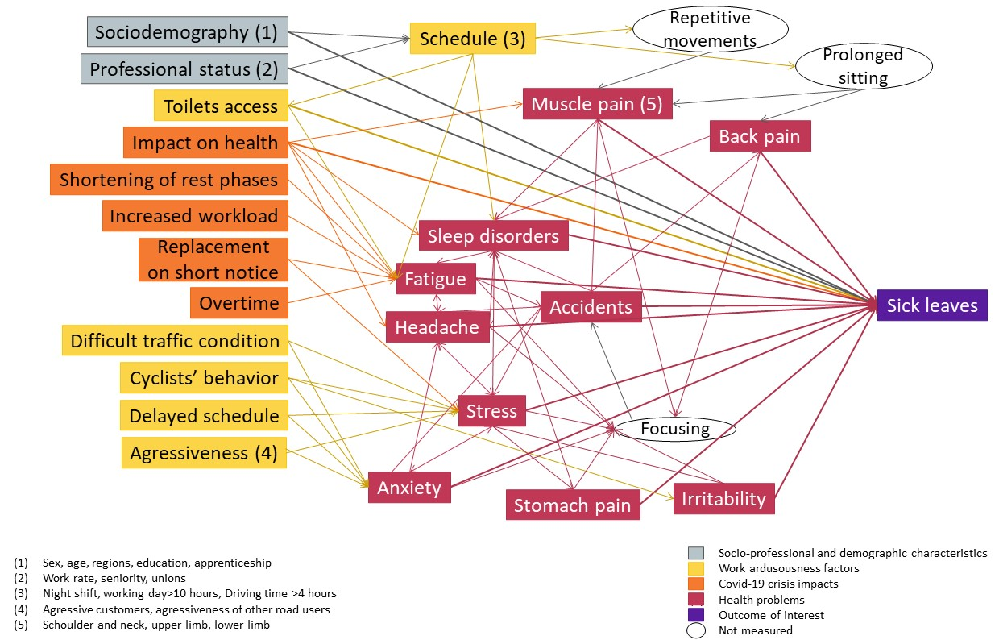 Sociodemography (1)
Professional status (2)
Toilets access
Impact on health
Shortening of rest phases
Increased workload
Replacement
on short notice
Overtime
Difficult traffic condition
Cyclists’ behavior
Delayed schedule
Agressiveness (4)
Schedule (3)
Repetitive
movements
Prolonged
sitting
Muscle pain (5)
Back pain
Sleep disorders
Fatigue
Accidents
Headache
Sick leaves
Stress
Focusing
Anxiety
Stomach pain
Irritability
(1) Sex, age, regions, education, apprenticeship
(2) Work rate, seniority, unions
(3) Night shift, working day>10 hours, Driving time >4 hours
(4) Agressive customers, agressiveness of other road users
(5) Schoulder and neck, upper limb, lower limb
Socio-professional and demographic characteristics
Work ardusousness factors
Covid-19 crisis impacts
Health problems
Outcome of interest
Not measured